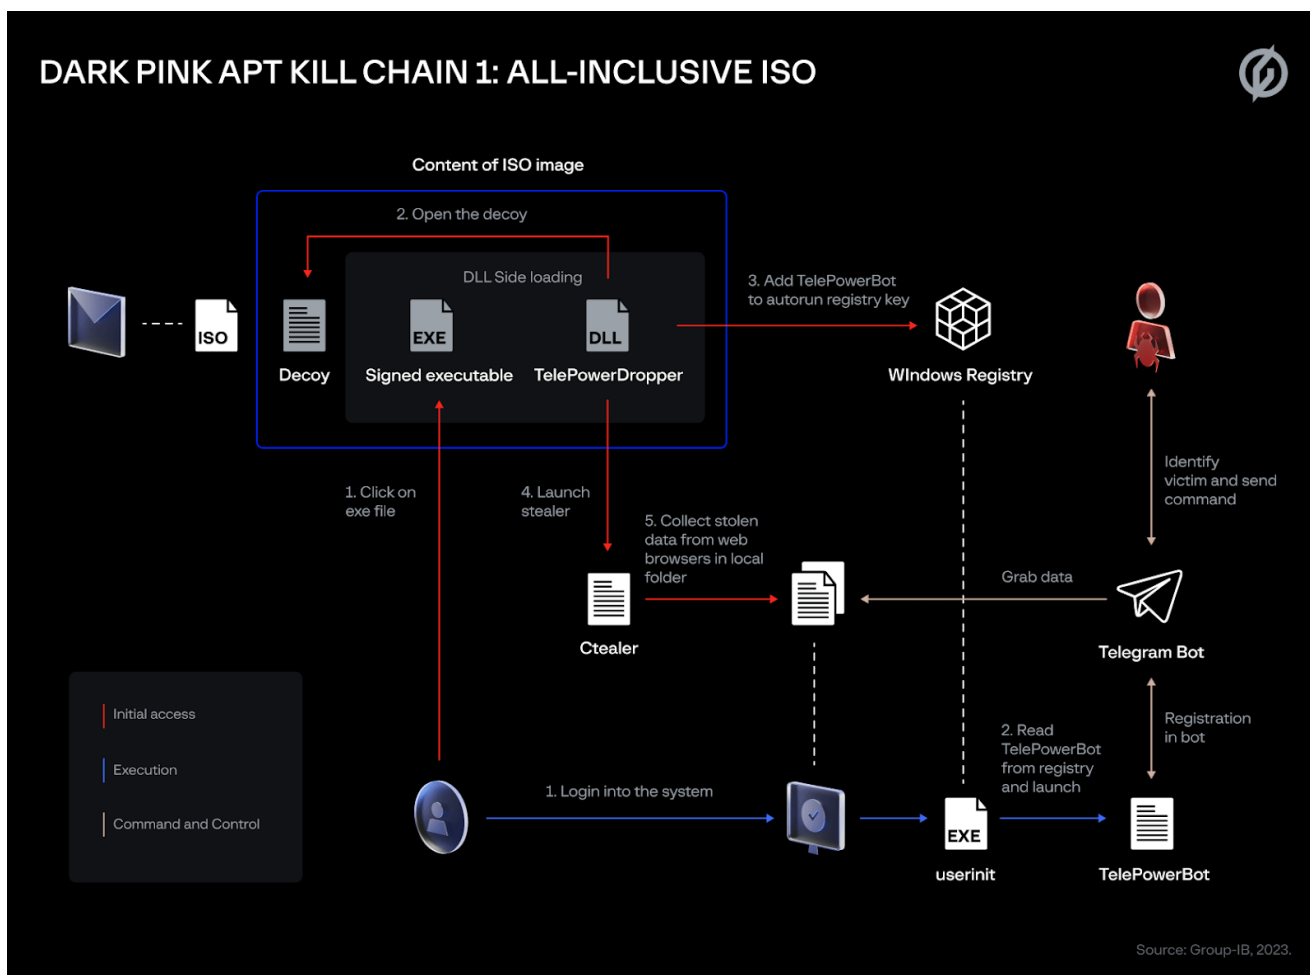 DARK PINK APT KILL CHAIN 1: ALL-INCLUSIVE ISO
Content of ISO image
2. Open the decoy
DLL Side loading
ISO
EXE
DLL
Decoy
Signed executable
TelePowerDropper
3. Add TelePowerBot
to autorun registry key
WIndows Registry
Identify
victim and send
command
1. Click on
exe file
4. Launch
stealer
5. Collect stolen
data from web
browsers in local
folder
Grab data
Ctealer
Telegram Bot
Initial access
Execution
Command and Control
1. Login into the system
2. Read
TelePowerBot
from registry
and launch
Registration
in bot
EXE
userinit
TelePowerBot
Source: Group-IB, 2023.